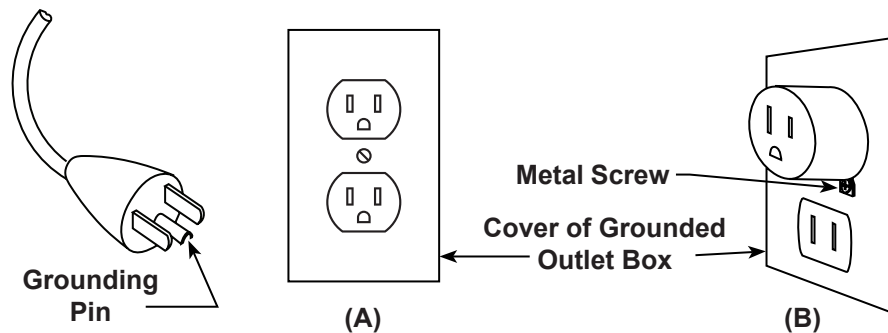 Metal Screw
Cover of Grounded
Outlet Box
Grounding
Pin
(A)
(B)